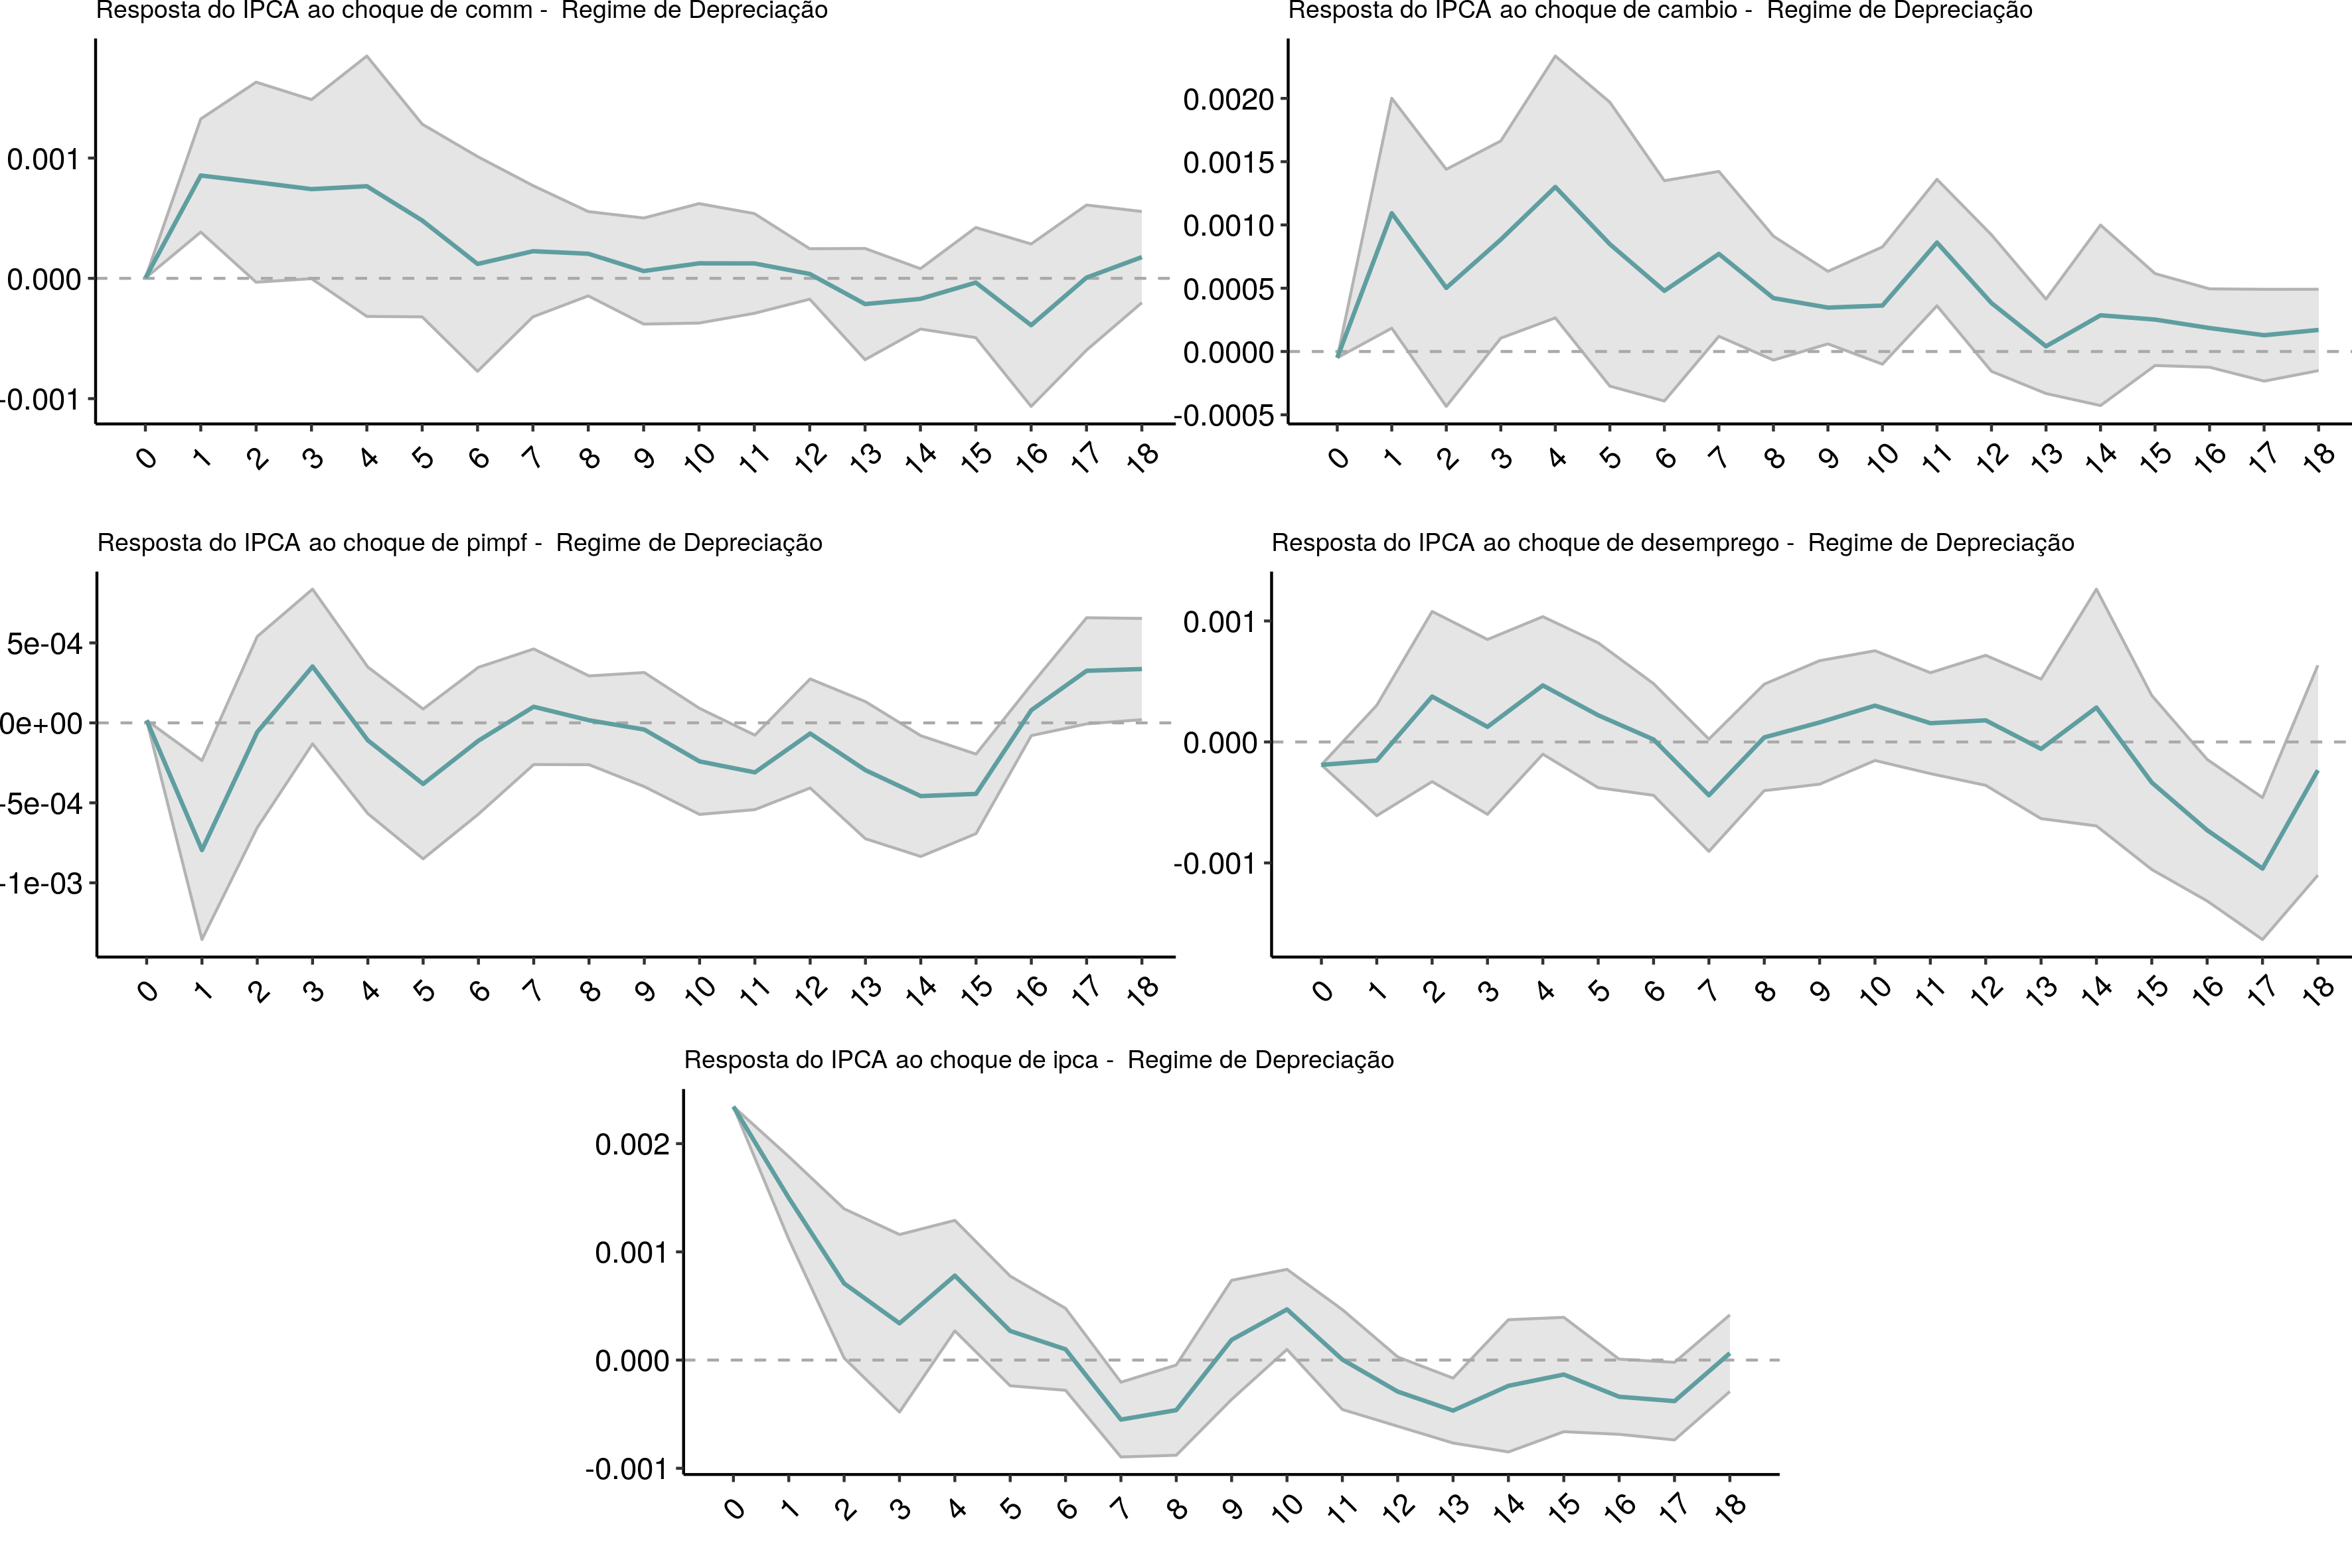 Resposta do IPCA ao choque de comm -  Regime de Depreciação
0.001
0.000
-0.001
0 1 2 3 4 5 6 7 8 9 10 11 12 13 14 15 16 17 18
Resposta do IPCA ao choque de cambio -  Regime de Depreciação
0.0020
0.0015
0.0010
0.0005
0.0000
-0.0005
0 1 2 3 4 5 6 7 8 9 10 11 12 13 14 15 16 17 18
Resposta do IPCA ao choque de pimpf -  Regime de Depreciação
5e-04
0e+00
-5e-04
-1e-03
0 1 2 3 4 5 6 7 8 9 10 11 12 13 14 15 16 17 18
Resposta do IPCA ao choque de desemprego -  Regime de Depreciação
0.001
0.000
-0.001
0 1 2 3 4 5 6 7 8 9 10 11 12 13 14 15 16 17 18
Resposta do IPCA ao choque de ipca -  Regime de Depreciação
0.002
0.001
0.000
-0.001
0 1 2 3 4 5 6 7 8 9 10 11 12 13 14 15 16 17 18